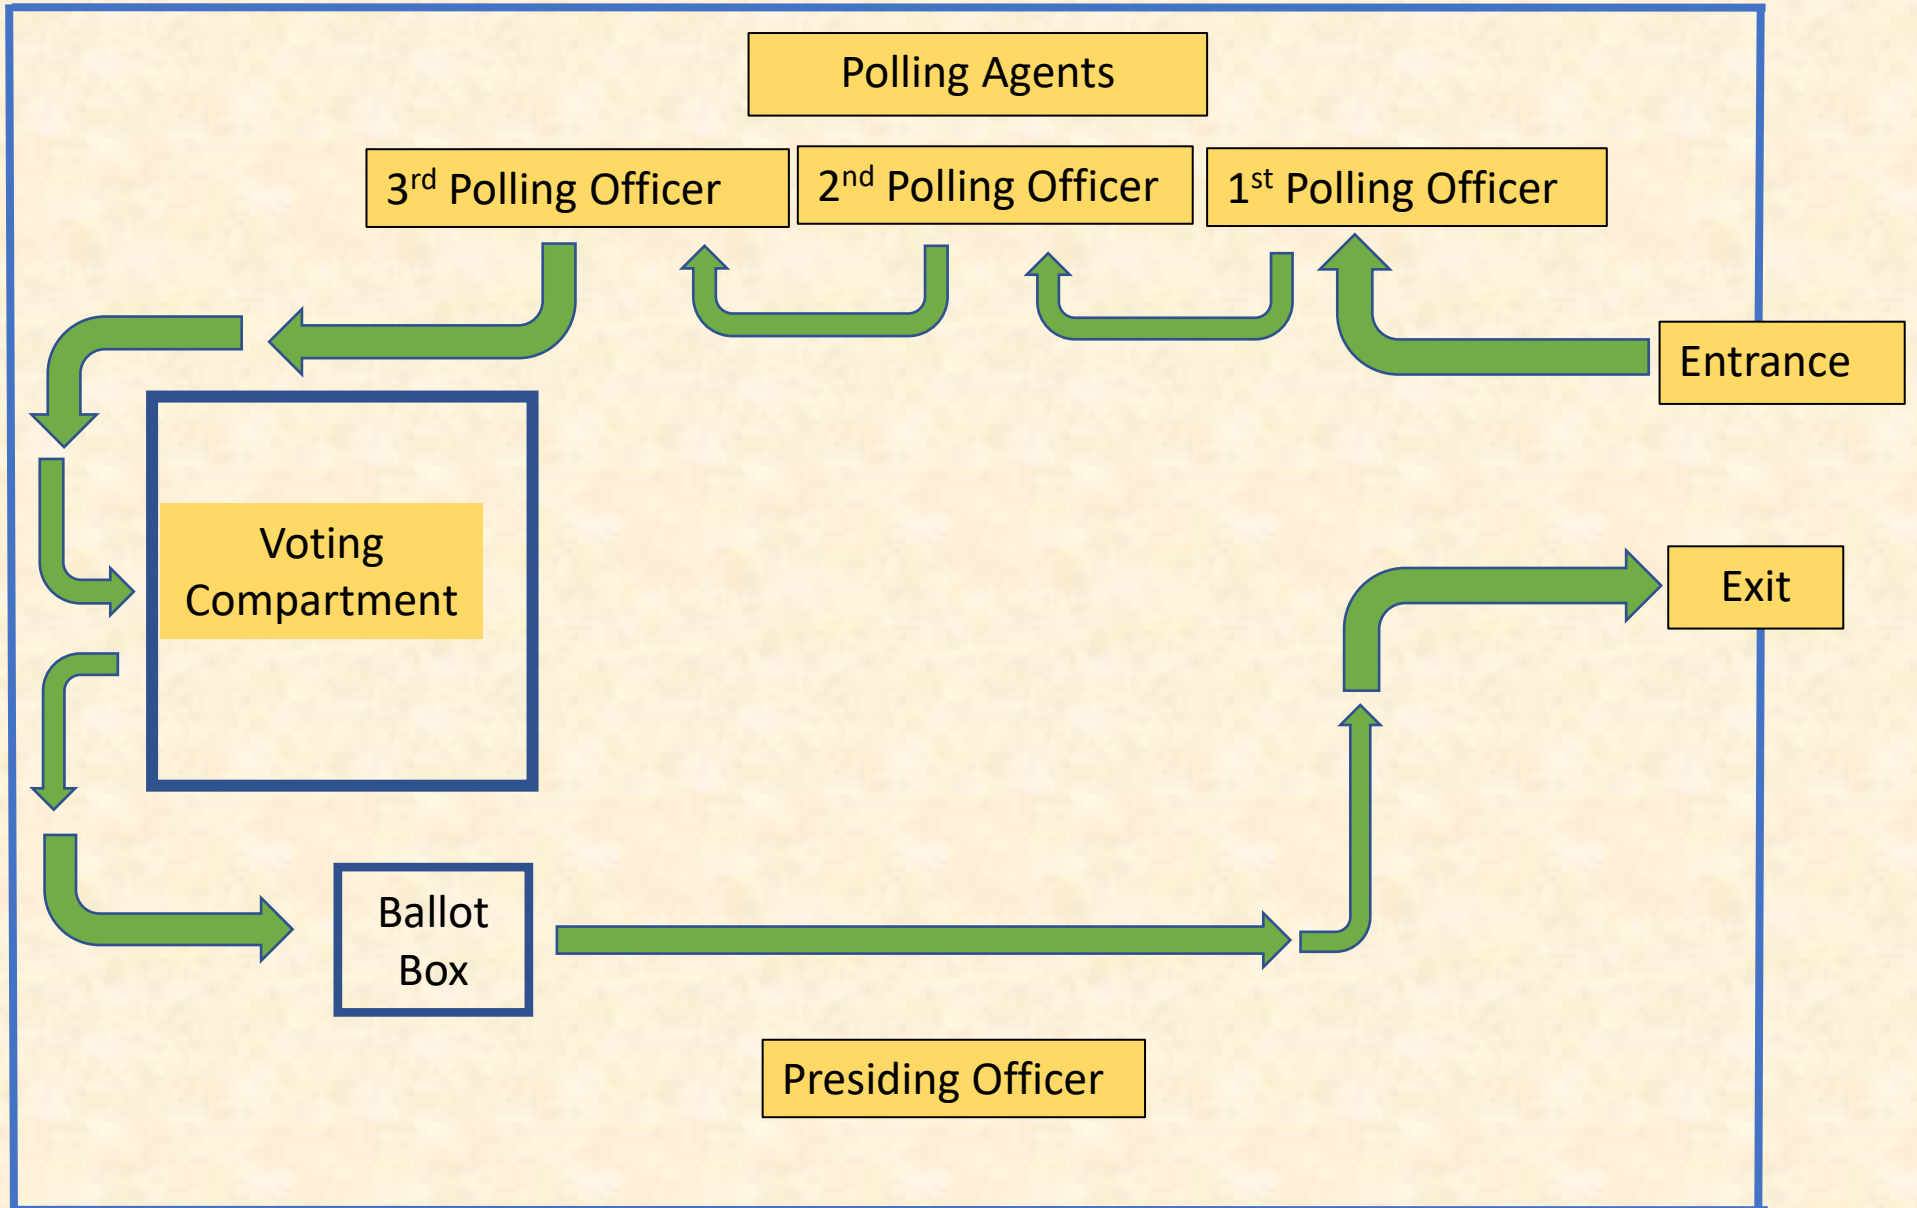 Polling Agents
3rd Polling Officer
2nd Polling Officer
1st Polling Officer
Entrance
Voting
Compartment
Exit
Ballot
Box
Presiding Officer